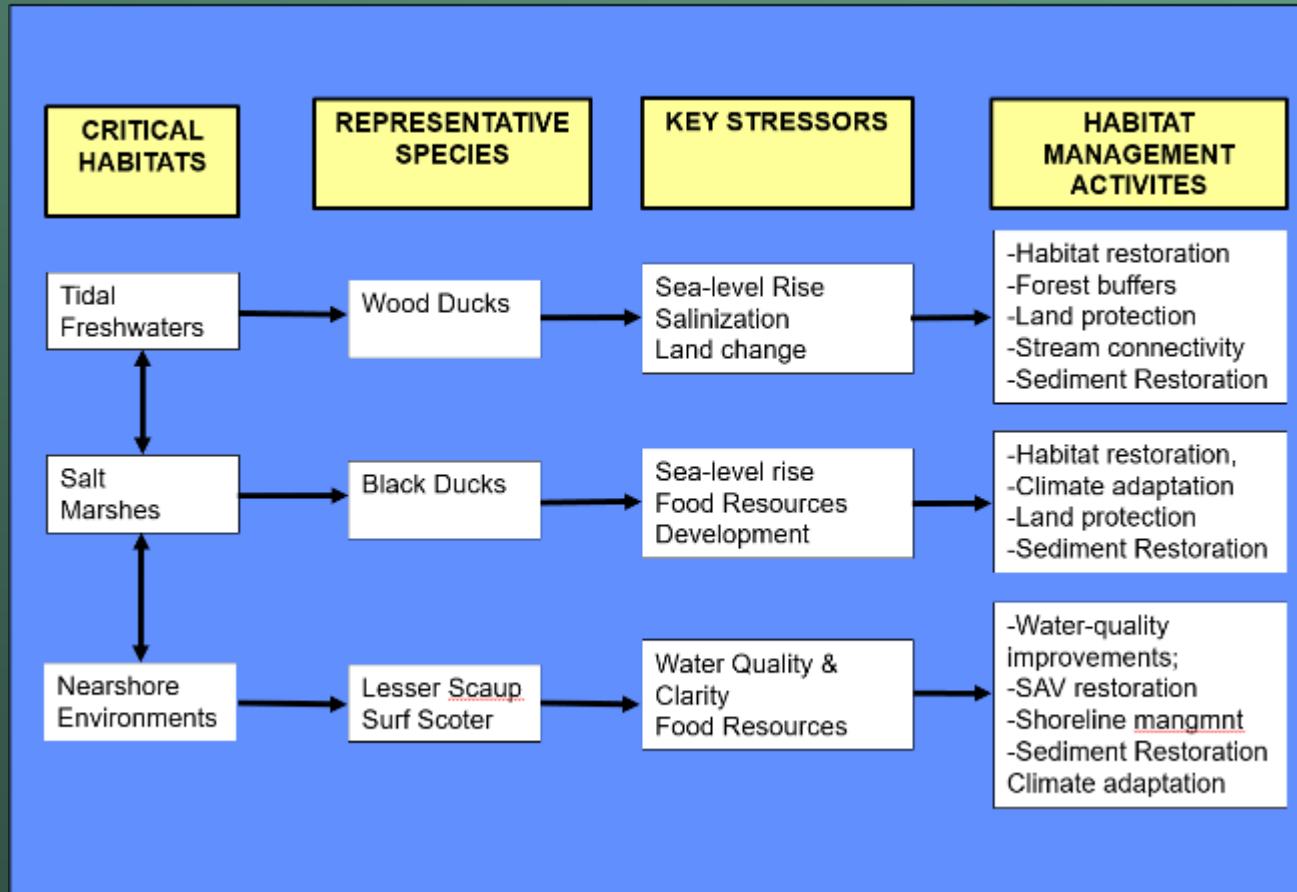 CRITICAL
HABITATS
REPRESENTATIVE
SPECIES
KEY STRESSORS
HABITAT
MANAGEMENT
ACTIVITES
Tidal
Freshwaters
Wood Ducks
Sea-level Rise
Salinization
Land change
-Habitat restoration
-Forest buffers
-Land protection
-Stream connectivity
-Sediment Restoration
Salt
Marshes
Black Ducks
Sea-level rise
Food Resources
Development
-Habitat restoration,
-Climate adaptation
-Land protection
-Sediment Restoration
Nearshore
Environments
Lesser Scaup
Surf Scoter
Water Quality &
Clarity
Food Resources
-Water-quality
improvements;
-SAV restoration
-Shoreline mangmnt
-Sediment Restoration
Climate adaptation